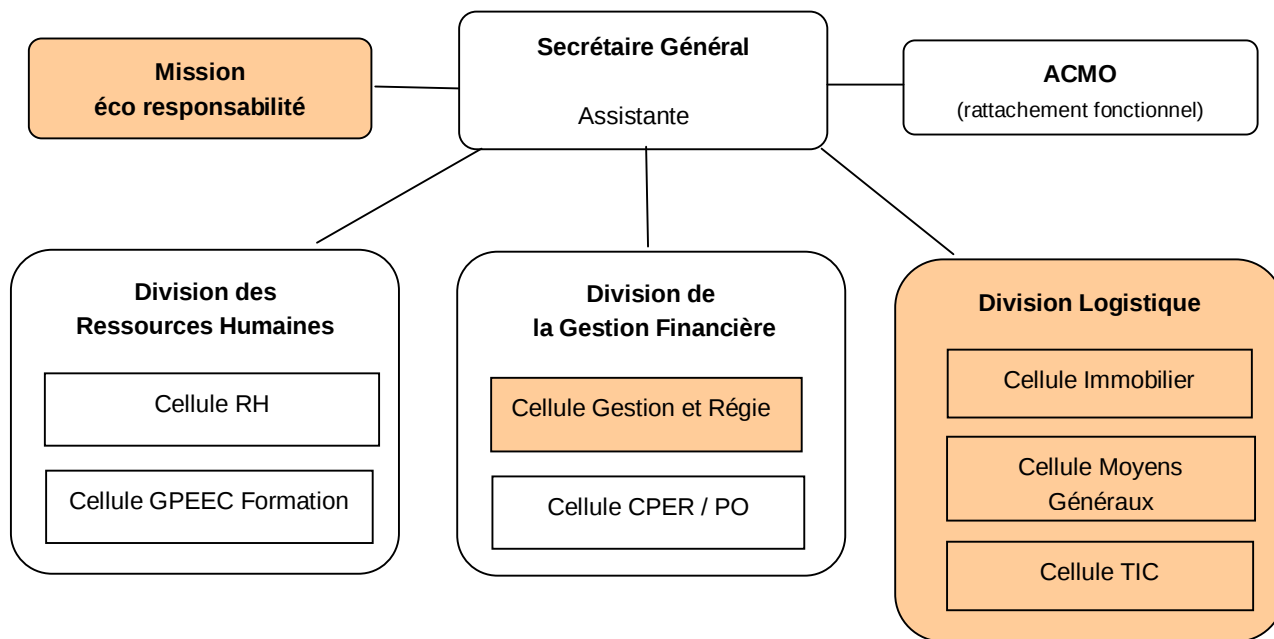 Mission
éco responsabilité
Secrétaire Général
Assistante
ACMO
(rattachement fonctionnel)
Division des
Ressources Humaines
Cellule RH
Cellule GPEEC Formation
Division de
la Gestion Financière
Cellule Gestion et Régie
Cellule CPER / PO
Division Logistique
Cellule Immobilier
Cellule Moyens
Généraux
Cellule TIC